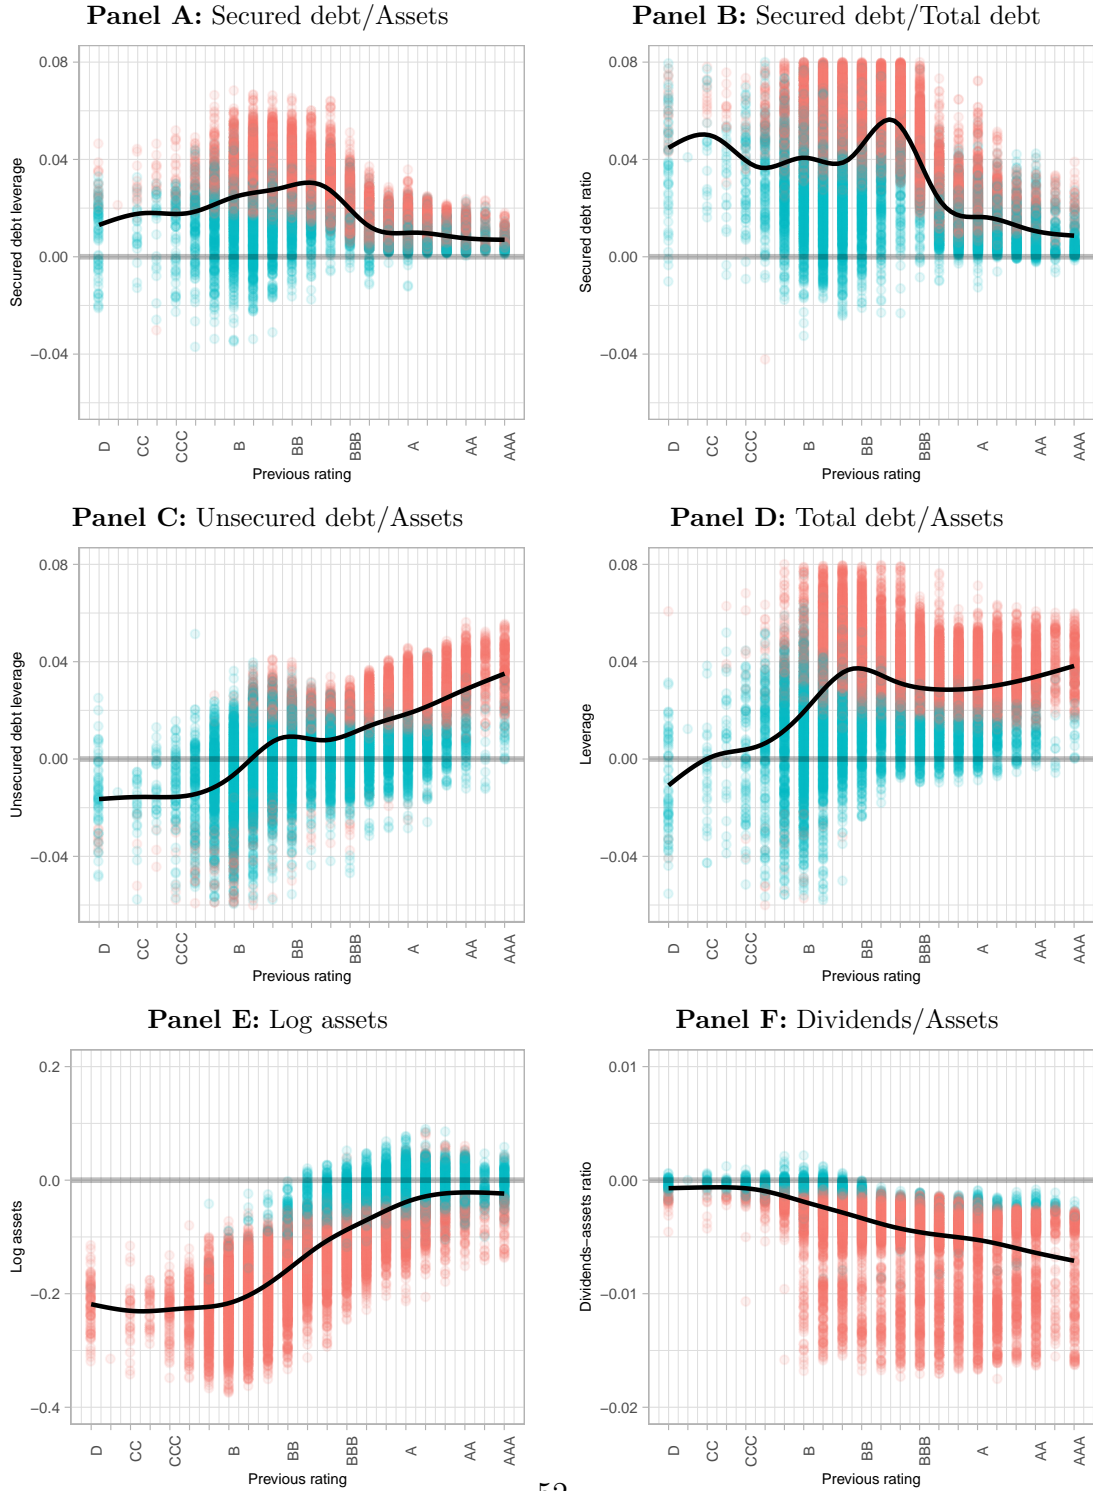 Panel A: Secured debt/Assets
0.08
0.04
0.00
−0.04
Secured debt leverage
D
CC
CCC
B
BB
BBB
A
AA
AAA
Previous rating
Panel B: Secured debt/Total debt
0.08
0.04
0.00
−0.04
Secured debt ratio
D
CC
CCC
B
BB
BBB
A
AA
AAA
Previous rating
Panel C: Unsecured debt/Assets
0.08
0.04
0.00
−0.04
Unsecured debt leverage
D
CC
CCC
B
BB
BBB
A
AA
AAA
Previous rating
Panel D: Total debt/Assets
0.08
0.04
0.00
−0.04
Leverage
D
CC
CCC
B
BB
BBB
A
AA
AAA
Previous rating
Panel E: Log assets
0.2
0.0
−0.2
−0.4
Log assets
D
CC
CCC
B
BB
BBB
A
AA
AAA
Previous rating
Panel F: Dividends/Assets
0.01
0.00
−0.01
−0.02
Dividends−assets ratio
D
CC
CCC
B
BB
BBB
A
AA
AAA
Previous rating